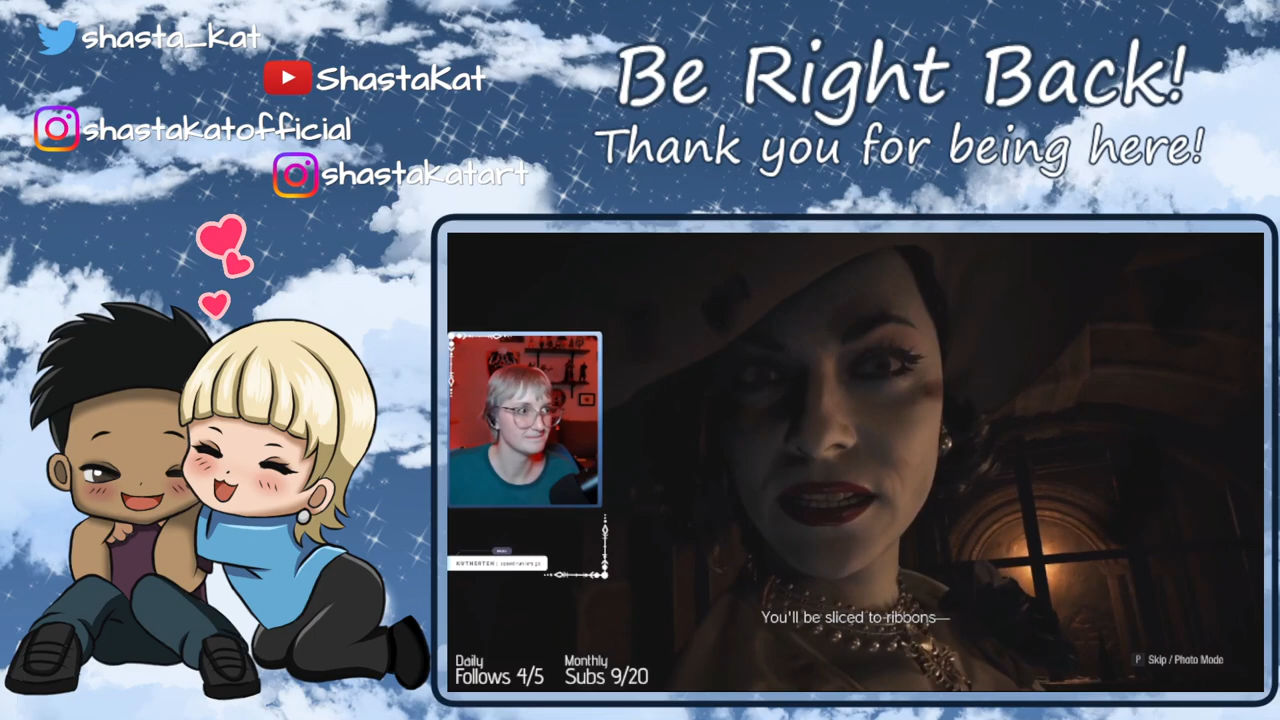 shasta_kat
ShastaKat
shastakatofficial
shastakatart
Be Right Back!
Thank you for being here!
You'll be sliced to ribbons—
P Skip / Photo Mode
Daily
Follows 4/5
Monthly
Subs 9/20